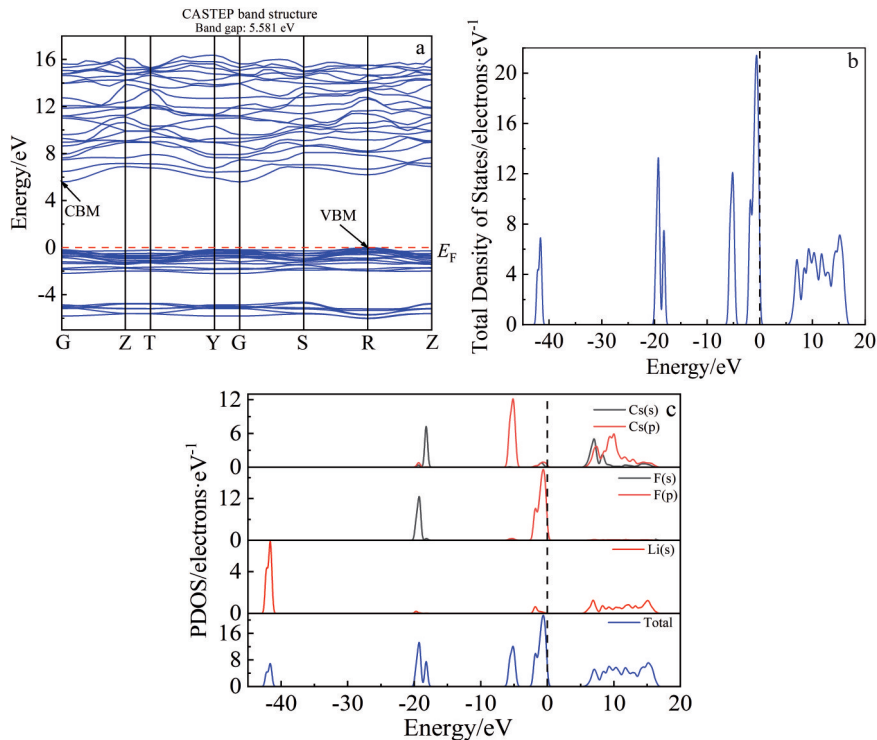 CASTEP band structure
Band gap: 5.581 eV
a
16
12
8
4
0
-4
Energy/eV
CBM
VBM
E_F
G Z T Y G S R Z
b
20
16
12
8
4
0
Total Density of States/electrons·eV⁻¹
-40 -30 -20 -10 0 10 20
Energy/eV
c
12
6
0
Cs(s)
Cs(p)
12
0
F(s)
F(p)
4
0
Li(s)
16
8
0
Total
PDOS/electrons·eV⁻¹
-40 -30 -20 -10 0 10 20
Energy/eV